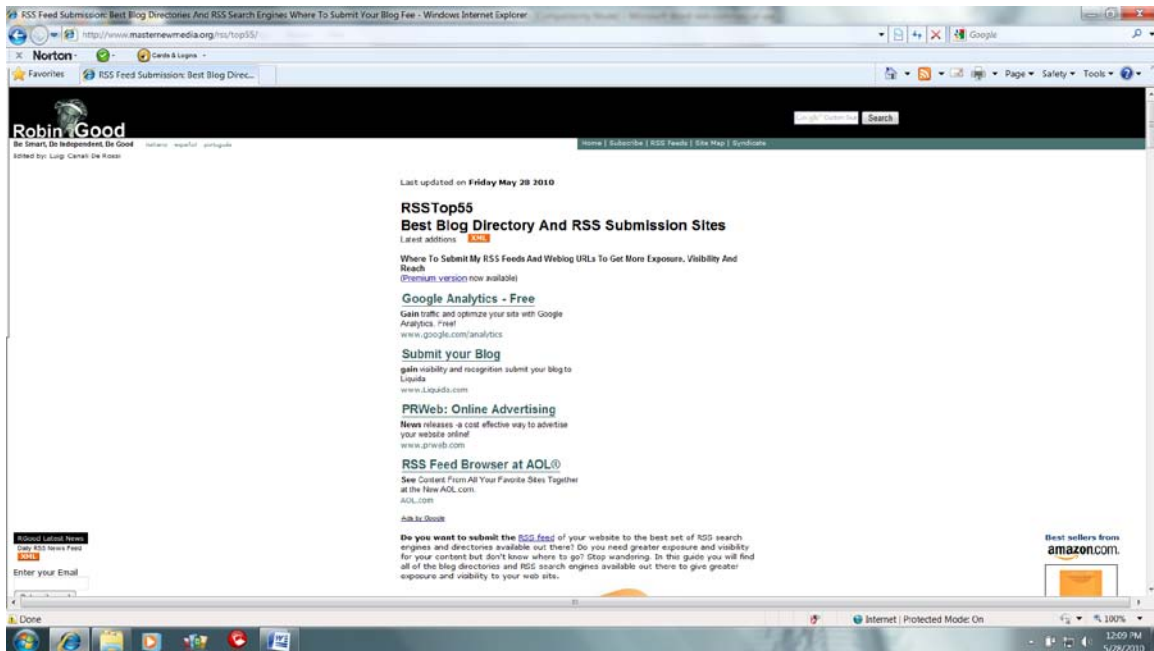 RSS Feed Submission: Best Blog Directories And RSS Search Engines Where To Submit Your Blog Fee - Windows Internet Explorer
http://www.masternewmedia.org/rss/top55/
Google
Norton
Cards & Logins
Favorites
RSS Feed Submission: Best Blog Direc...
Page
Safety
Tools
Robin Good
Search
Be Smart, Be Independent, Be Good
italiano español português
Home | Subscribe | RSS Feeds | Site Map | Syndicate
Edited by: Luigi Canali De Rossi
Last updated on Friday May 28 2010
RSSTop55
Best Blog Directory And RSS Submission Sites
Latest additions XML
Where To Submit My RSS Feeds And Weblog URLs To Get More Exposure, Visibility And
Reach
(Premium version now available)
Google Analytics - Free
Gain traffic and optimize your site with Google
Analytics. Free!
www.google.com/analytics
Submit your Blog
gain visibility and recognition submit your blog to
Liquida
www.Liquida.com
PRWeb: Online Advertising
News releases -a cost effective way to advertise
your website online!
www.prweb.com
RSS Feed Browser at AOL®
See Content From All Your Favorite Sites Together
at the New AOL.com.
AOL.com
Ads by Google
Do you want to submit the RSS feed of your website to the best set of RSS search
engines and directories available out there? Do you need greater exposure and visibility
for your content but don't know where to go? Stop wandering. In this guide you will find
all of the blog directories and RSS search engines available out there to give greater
exposure and visibility to your web site.
RGood Latest News
Daily RSS News Feed
XML
Enter your Email
Best sellers from
amazon.com.
Done
Internet | Protected Mode: On
100%
12:09 PM
5/28/2010